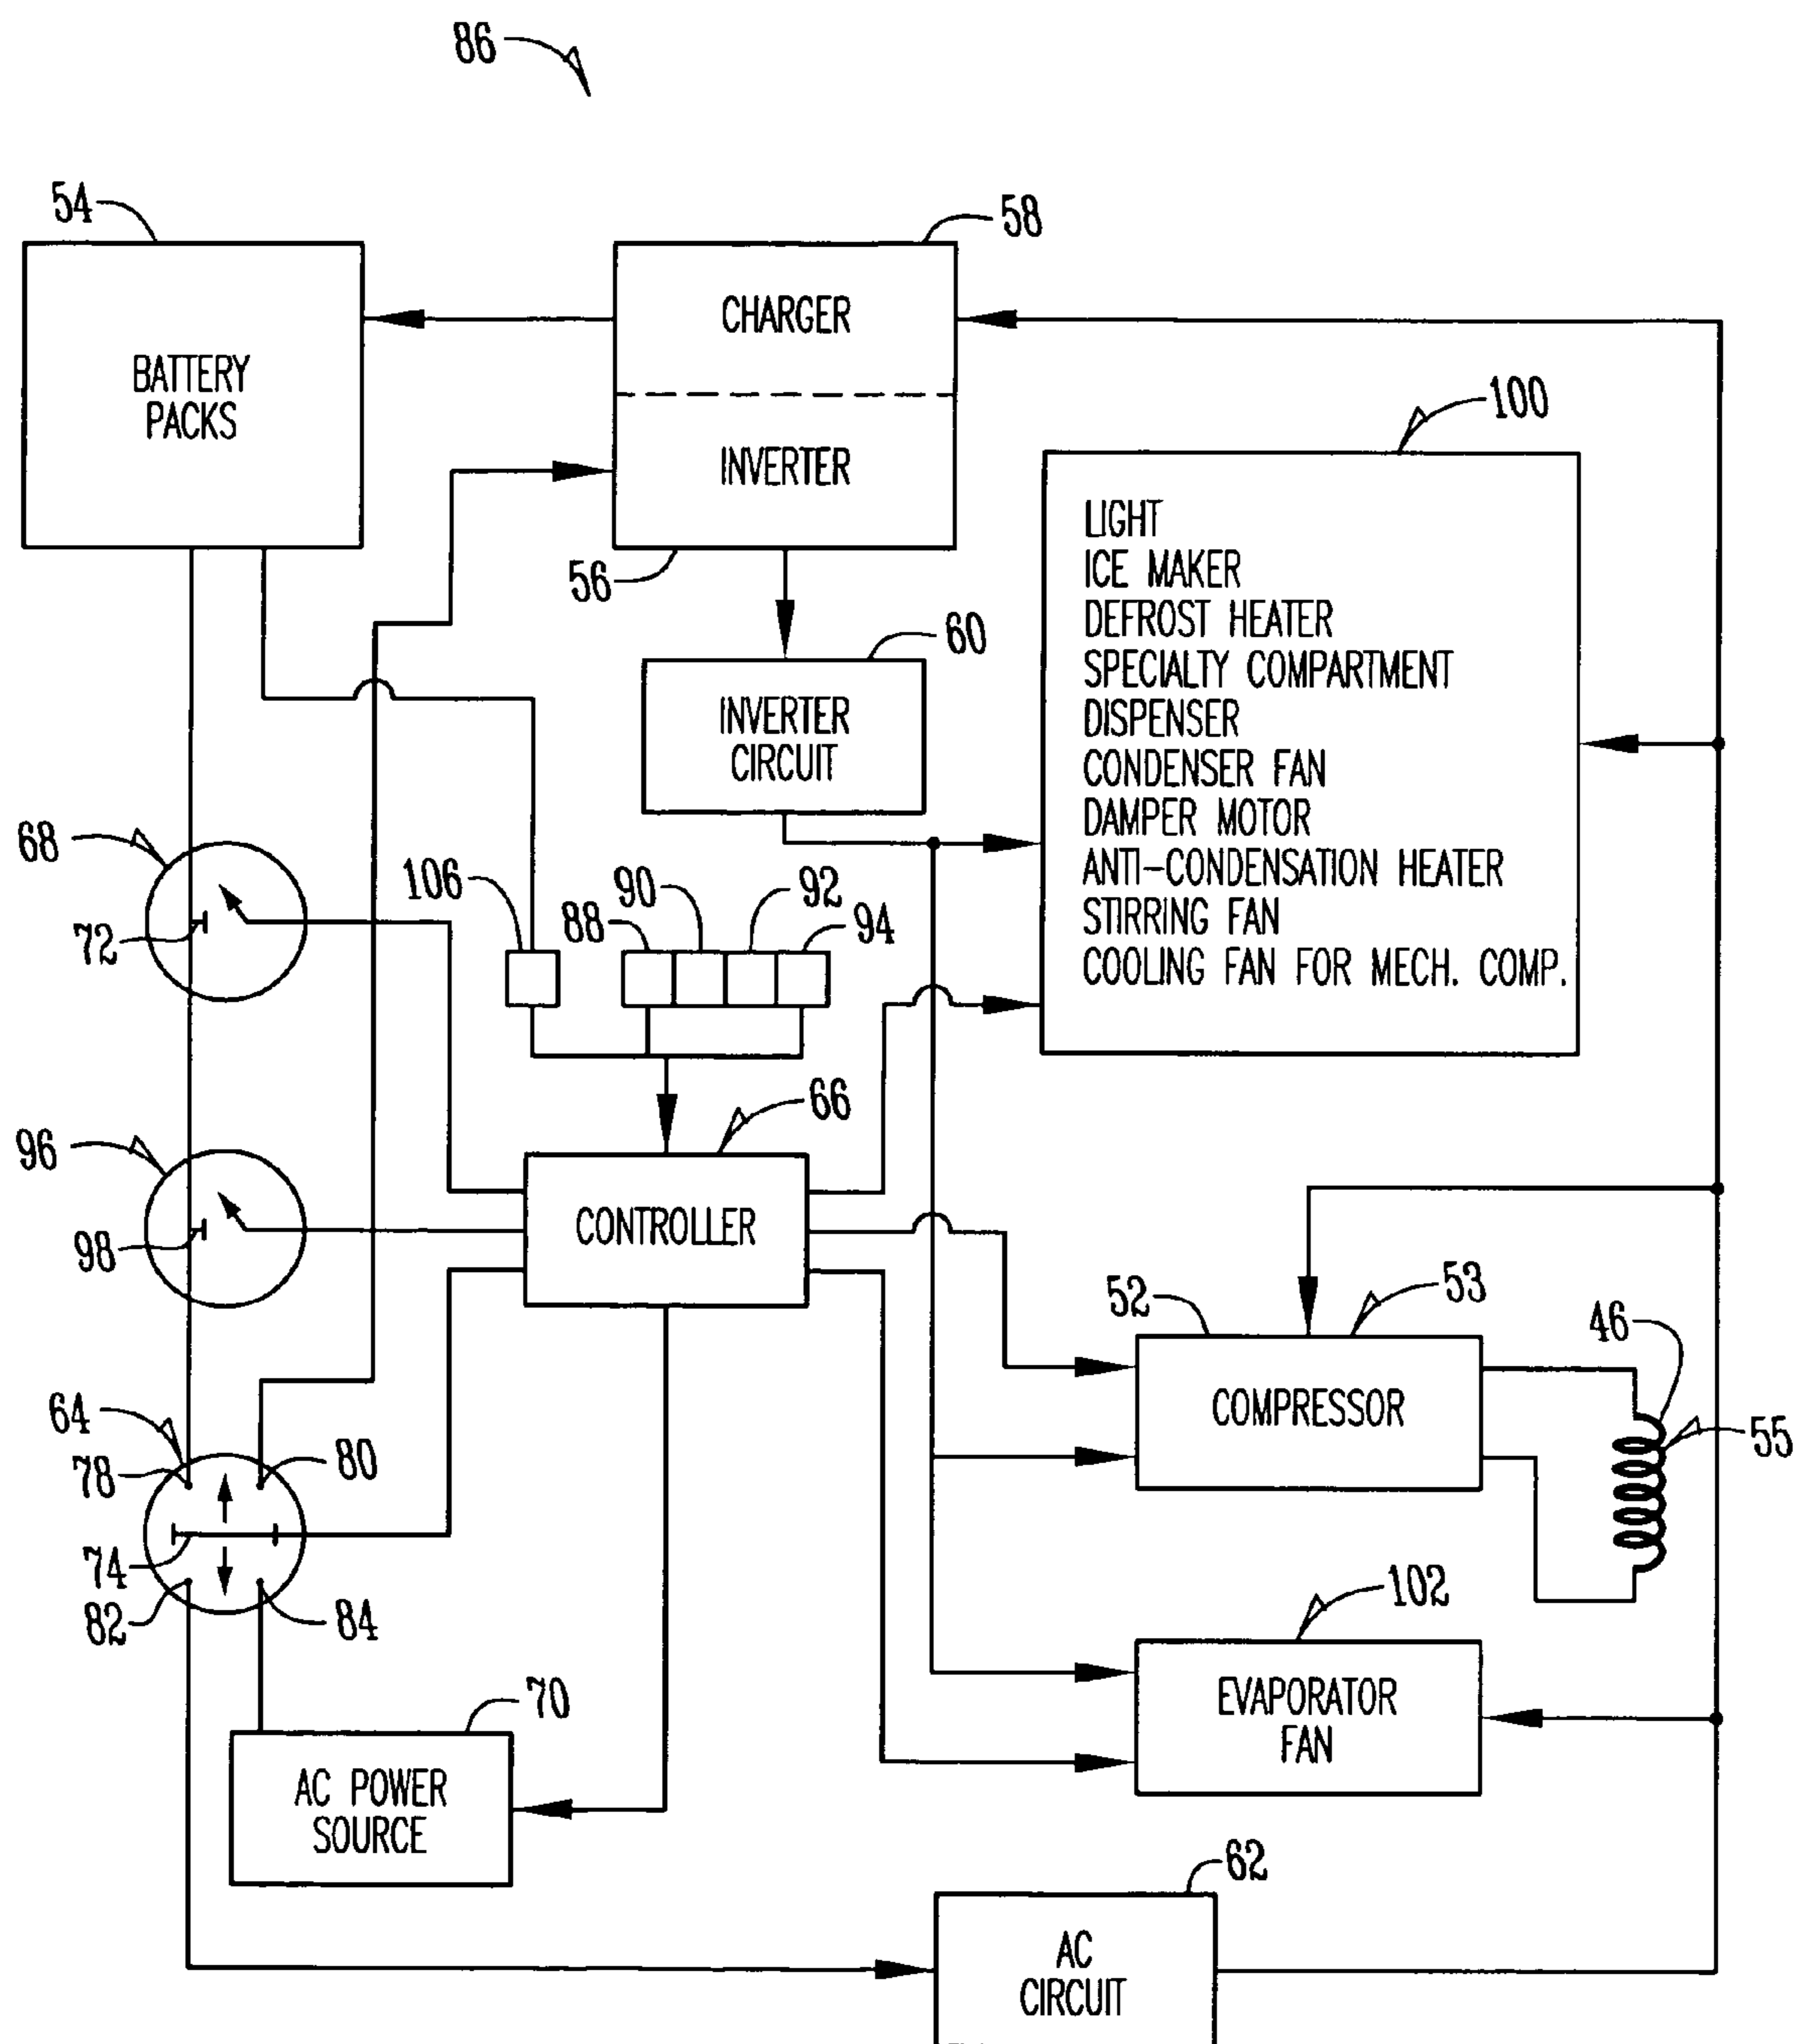 86
54
58
CHARGER
BATTERY
PACKS
100
INVERTER
LIGHT
ICE MAKER
DEFROST HEATER
SPECIALTY COMPARTMENT
DISPENSER
CONDENSER FAN
DAMPER MOTOR
ANTI-CONDENSATION HEATER
STIRRING FAN
COOLING FAN FOR MECH. COMP.
56
60
INVERTER
CIRCUIT
68
72
106
88
90
92
94
66
96
98
CONTROLLER
52
53
46
COMPRESSOR
55
64
78
80
74
82
84
102
EVAPORATOR
FAN
70
AC POWER
SOURCE
62
AC
CIRCUIT